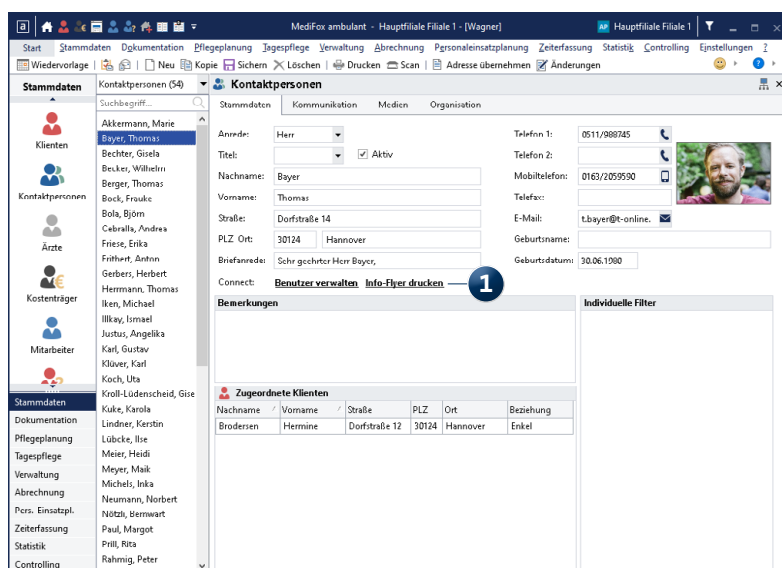 a MediFox ambulant - Hauptfiliale Filiale 1 - [Wagner] AP Hauptfiliale Filiale 1
Start Stammdaten Dokumentation Pflegeplanung Tagespflege Verwaltung Abrechnung Personaleinsatzplanung Zeiterfassung Statistik Controlling Einstellungen ?
Wiedervorlage Neu Kopie Sichern Löschen Drucken Scan Adresse übernehmen Änderungen
Stammdaten
Klienten
Kontaktpersonen
Ärzte
Kostenträger
Mitarbeiter
Stammdaten
Dokumentation
Pflegeplanung
Tagespflege
Verwaltung
Abrechnung
Pers. Einsatzpl.
Zeiterfassung
Statistik
Controlling
Kontaktpersonen (54)
Suchbegriff...
Akkermann, Marie
Bayer, Thomas
Bechter, Gisela
Becker, Wilhelm
Berger, Thomas
Bock, Frauke
Bola, Björn
Cebralla, Andrea
Friese, Erika
Frithert, Anton
Gerbers, Herbert
Herrmann, Thomas
Iken, Michael
Illkay, Ismael
Justus, Angelika
Karl, Gustav
Klüver, Karl
Koch, Uta
Kroll-Lüdenscheid, Gise
Kuke, Karola
Lindner, Kerstin
Lübcke, Ilse
Meier, Heidi
Meyer, Maik
Michels, Inka
Neumann, Norbert
Nötzli, Bernwart
Paul, Margot
Prill, Rita
Rahmig, Peter
Kontaktpersonen
Stammdaten Kommunikation Medien Organisation
Anrede: Herr
Titel: Aktiv
Nachname: Bayer
Vorname: Thomas
Straße: Dorfstraße 14
PLZ Ort: 30124 Hannover
Briefanrede: Sehr geehrter Herr Bayer,
Connect: Benutzer verwalten Info-Flyer drucken 1
Telefon 1: 0511/988745
Telefon 2:
Mobiltelefon: 0163/2059590
Telefax:
E-Mail: t.bayer@t-online.
Geburtsname:
Geburtsdatum: 30.06.1980
Bemerkungen
Individuelle Filter
Zugeordnete Klienten
Nachname Vorname Straße PLZ Ort Beziehung
Brodersen Hermine Dorfstraße 12 30124 Hannover Enkel